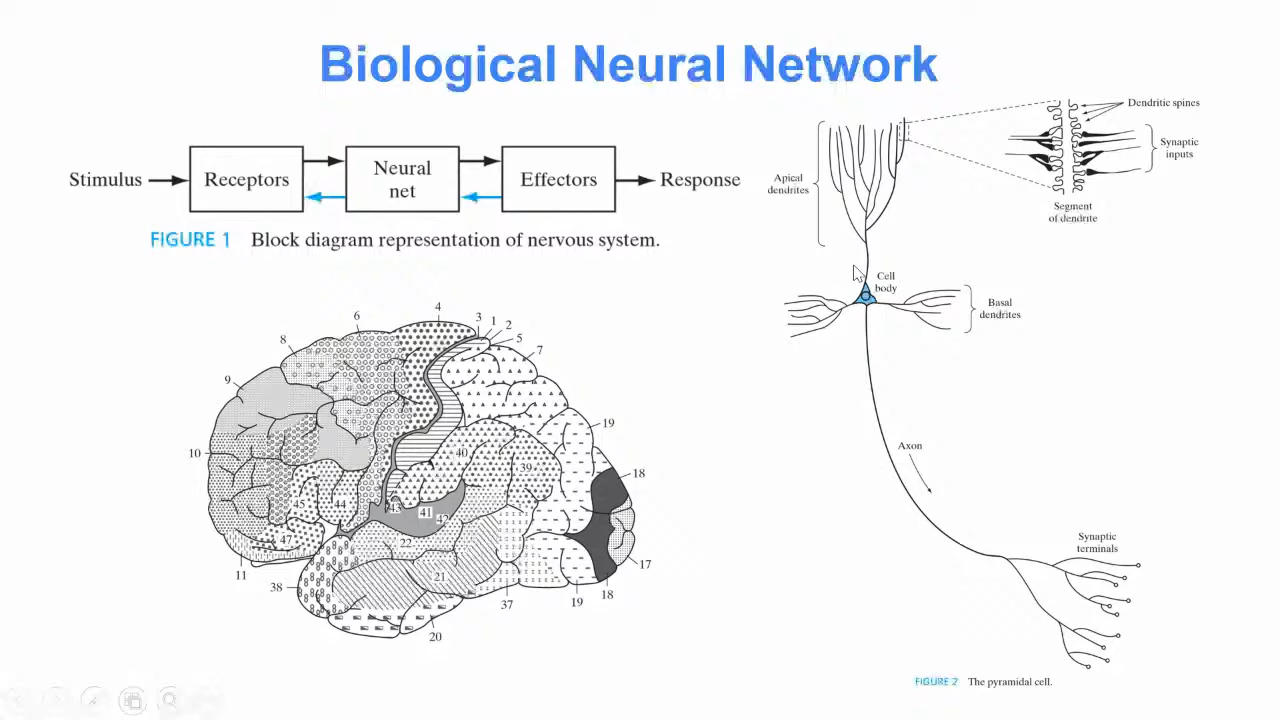 Biological Neural Network
Stimulus
Receptors
Neural
net
Effectors
Response
FIGURE 1 Block diagram representation of nervous system.
4
6
3
1
2
5
8
7
9
19
10
40
39
18
45
44
43
41
42
47
22
17
11
38
21
37
19
18
20
Dendritic spines
Synaptic
inputs
Apical
dendrites
Segment
of dendrite
Cell
body
Basal
dendrites
Axon
Synaptic
terminals
FIGURE 2 The pyramidal cell.